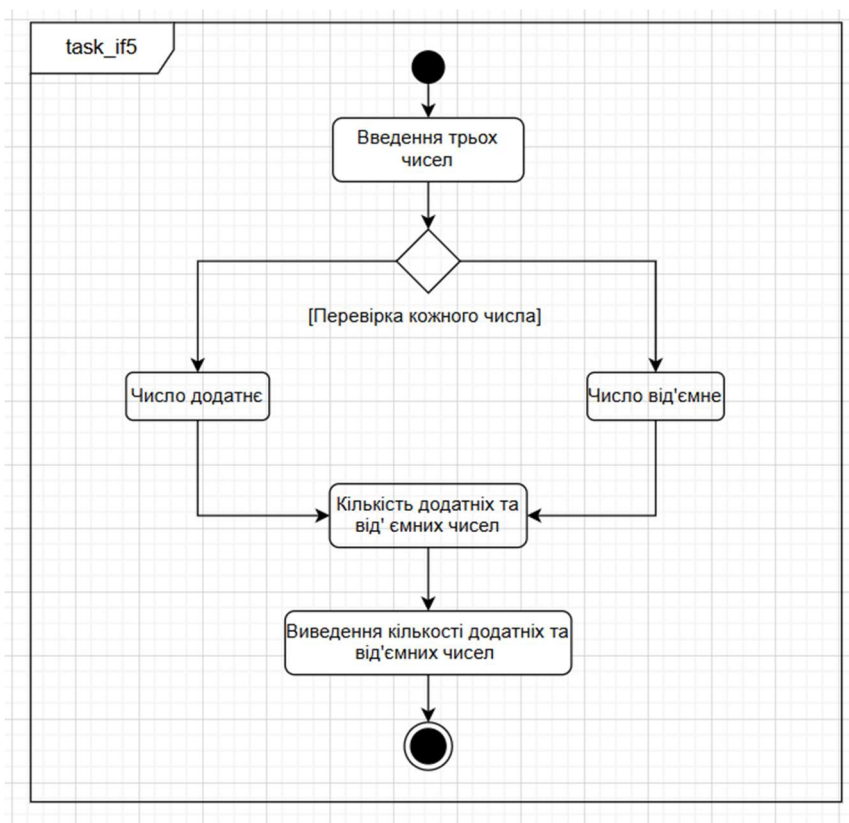 task_if5
Введення трьох
чисел
[Перевірка кожного числа]
Число додатнє
Число від'ємне
Кількість додатніх та
від' ємних чисел
Виведення кількості додатніх та
від'ємних чисел